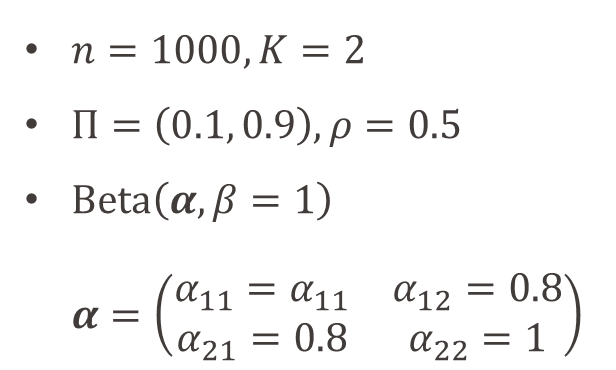 • n = 1000, K = 2
• Π = (0.1, 0.9), ρ = 0.5
• Beta(α, β = 1)
α = (α₁₁ = α₁₁ α₁₂ = 0.8
α₂₁ = 0.8 α₂₂ = 1)